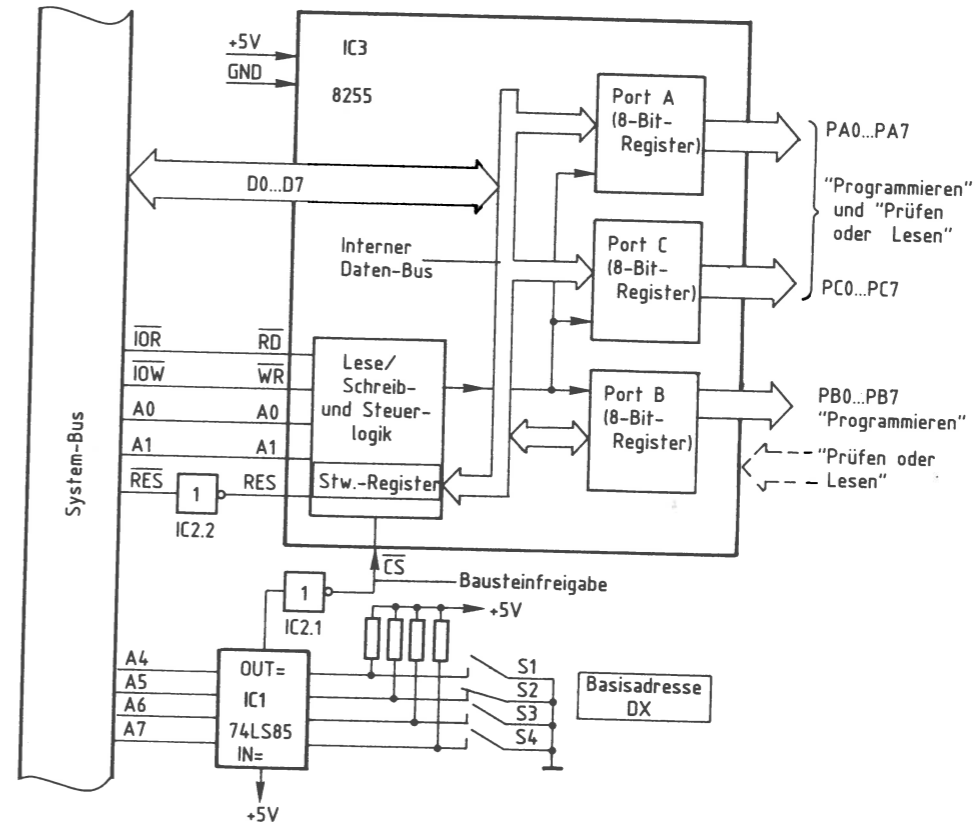 +5V
GND
IC3
8255
Port A
(8-Bit-
Register)
PA0...PA7
D0...D7
"Programmieren"
und "Prüfen
oder Lesen"
Interner
Daten-Bus
Port C
(8-Bit-
Register)
PC0...PC7
System-Bus
IOR
RD
IOW
WR
A0
A0
A1
A1
RES
1
RES
IC2.2
Lese/
Schreib-
und Steuer-
logik
Stw.-Register
Port B
(8-Bit-
Register)
PB0...PB7
"Programmieren"
"Prüfen oder
Lesen"
CS
Bausteinfreigabe
1
IC2.1
+5V
A4
A5
A6
A7
OUT=
IC1
74LS85
IN=
+5V
S1
S2
S3
S4
Basisadresse
DX